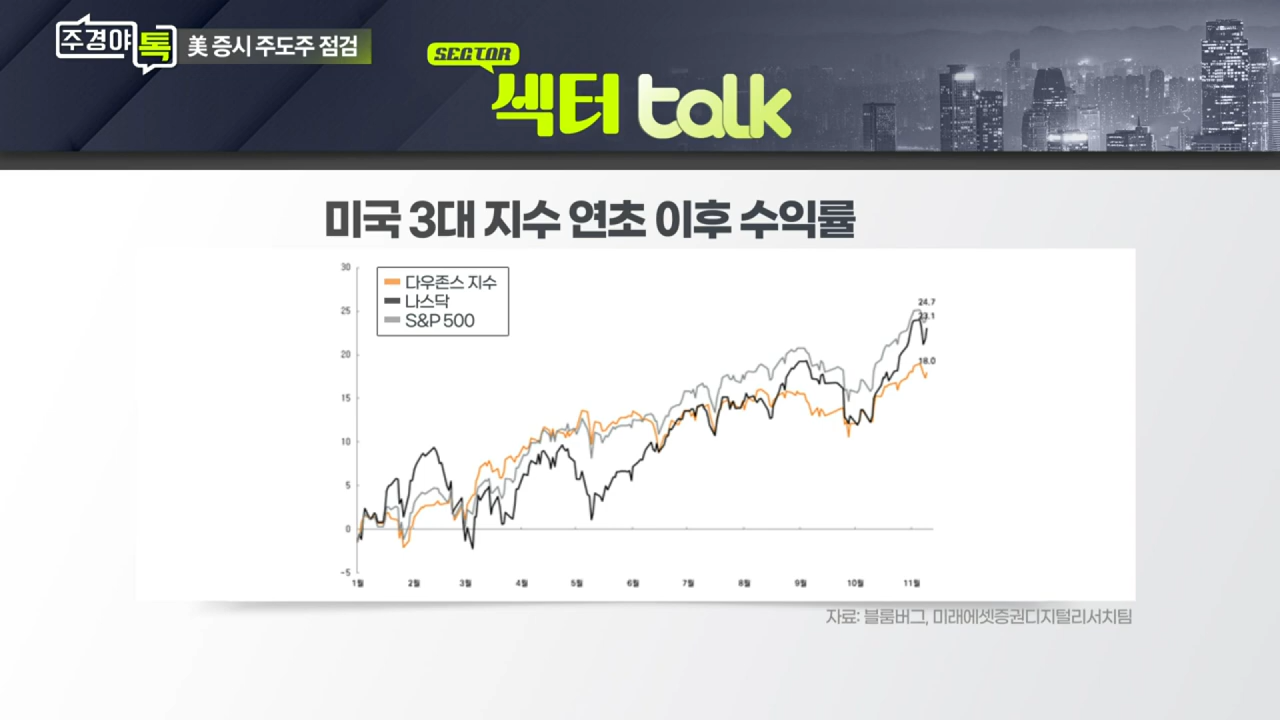 주경야톡
美 증시 주도주 점검
SECTOR
섹터 talk
미국 3대 지수 연초 이후 수익률
다우존스 지수
나스닥
S&P 500
30
25
20
15
10
5
0
-5
24.7
23.1
18.0
1월 2월 3월 4월 5월 6월 7월 8월 9월 10월 11월
자료: 블룸버그, 미래에셋증권디지털리서치팀